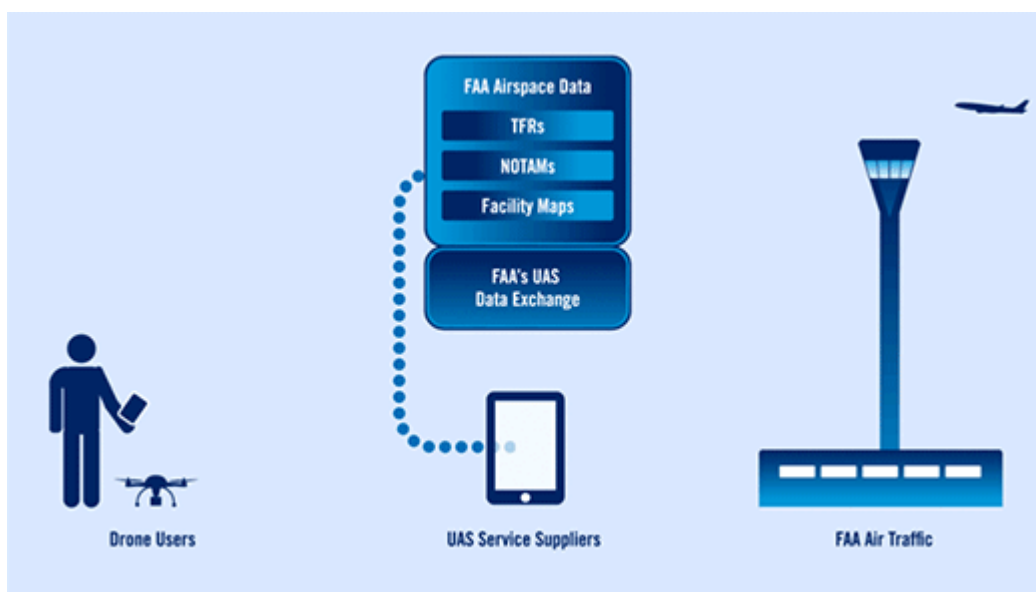 FAA Airspace Data
TFRs
NOTAMs
Facility Maps
FAA's UAS
Data Exchange
Drone Users
UAS Service Suppliers
FAA Air Traffic